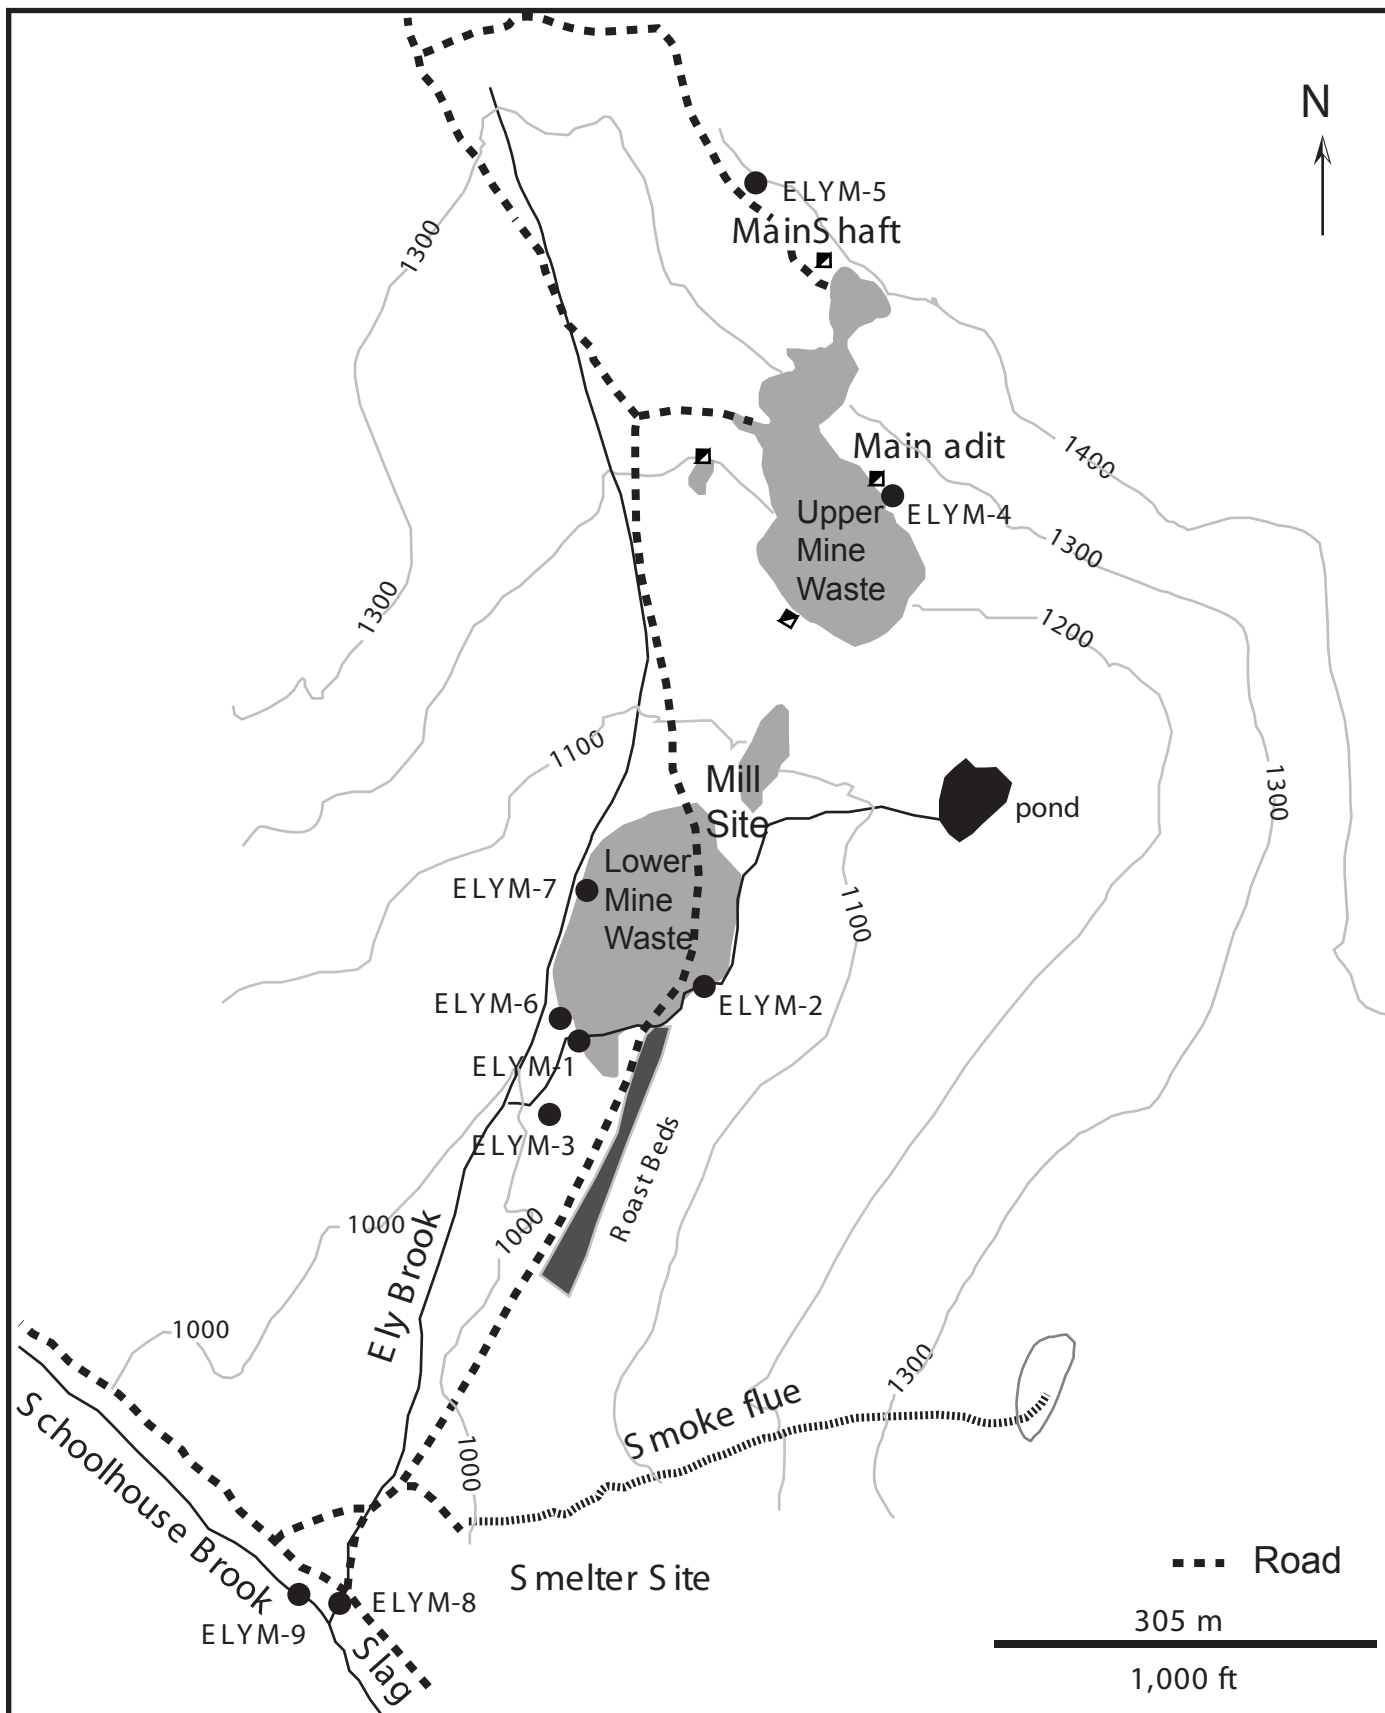 N
ELYM-5
MainShaft
1300
1400
Main adit
ELYM-4
Upper
Mine
Waste
1300
1300
1200
1100
1300
Mill
Site
pond
Lower
Mine
Waste
ELYM-7
1100
ELYM-6
ELYM-2
ELYM-1
ELYM-3
Roast Beds
1000
1000
Ely Brook
1000
1300
Smoke flue
Schoolhouse Brook
1000
Smelter Site
Road
ELYM-8
ELYM-9
Slag
305 m
1,000 ft